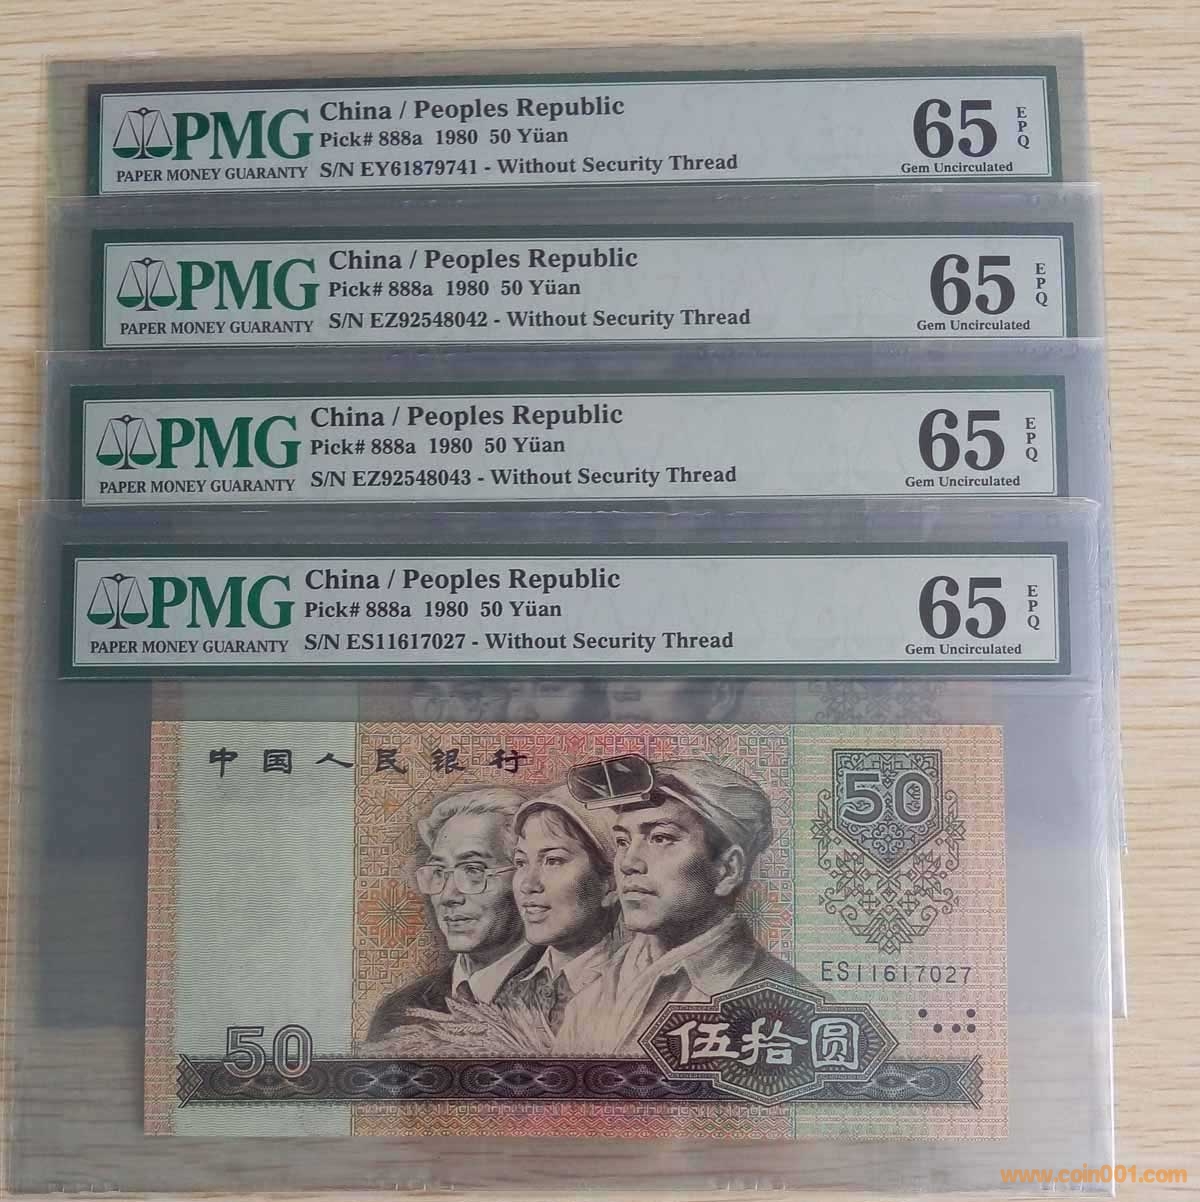 PMG
PAPER MONEY GUARANTY
China / Peoples Republic
Pick# 888a 1980 50 Yüan
S/N EY61879741 - Without Security Thread
65
EPQ
Gem Uncirculated
PMG
PAPER MONEY GUARANTY
China / Peoples Republic
Pick# 888a 1980 50 Yüan
S/N EZ92548042 - Without Security Thread
65
EPQ
Gem Uncirculated
PMG
PAPER MONEY GUARANTY
China / Peoples Republic
Pick# 888a 1980 50 Yüan
S/N EZ92548043 - Without Security Thread
65
EPQ
Gem Uncirculated
PMG
PAPER MONEY GUARANTY
China / Peoples Republic
Pick# 888a 1980 50 Yüan
S/N ES11617027 - Without Security Thread
65
EPQ
Gem Uncirculated
中国人民银行
50
ES11617027
50
伍拾圆
www.coin001.com